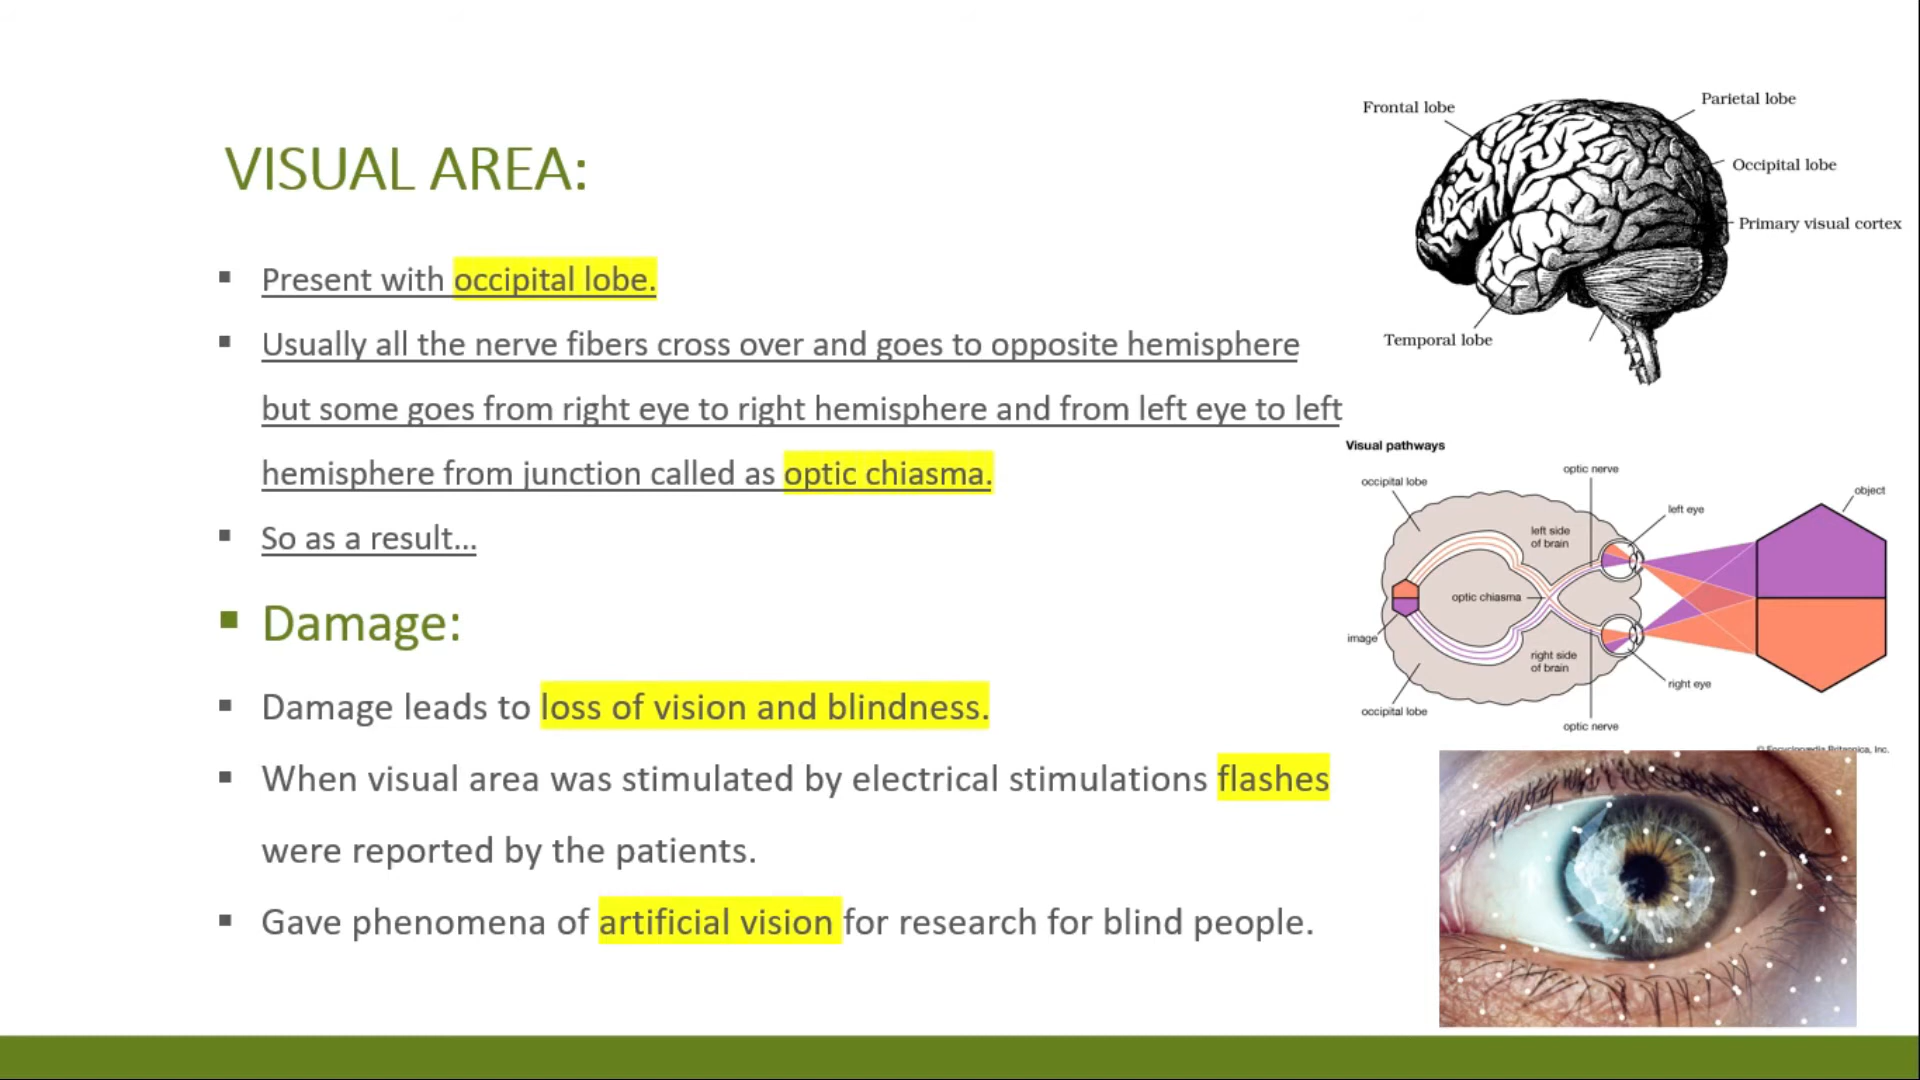 VISUAL AREA:
Present with occipital lobe.
Usually all the nerve fibers cross over and goes to opposite hemisphere
but some goes from right eye to right hemisphere and from left eye to left
hemisphere from junction called as optic chiasma.
So as a result...
Damage:
Damage leads to loss of vision and blindness.
When visual area was stimulated by electrical stimulations flashes
were reported by the patients.
Gave phenomena of artificial vision for research for blind people.
Frontal lobe
Parietal lobe
Occipital lobe
Primary visual cortex
Temporal lobe
Visual pathways
occipital lobe
optic nerve
object
left eye
left side
of brain
optic chiasma
image
right side
of brain
right eye
occipital lobe
optic nerve
© Encyclopædia Britannica, Inc.